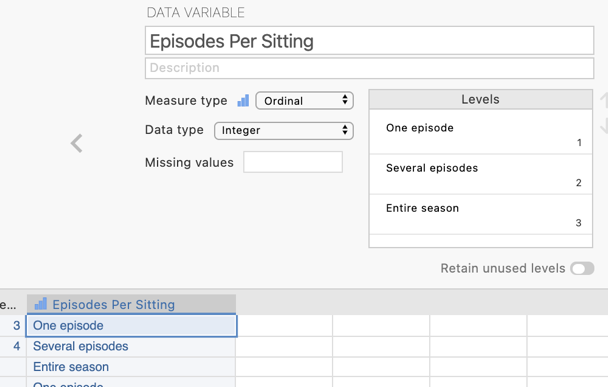 DATA VARIABLE
Episodes Per Sitting
Description
Measure type Ordinal
Data type Integer
Missing values
Levels
One episode
1
Several episodes
2
Entire season
3
Retain unused levels
e... Episodes Per Sitting
3 One episode
4 Several episodes
Entire season
One episode